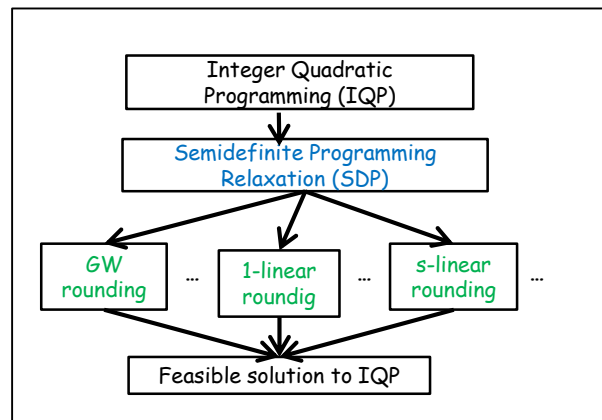 Integer Quadratic
Programming (IQP)
Semidefinite Programming
Relaxation (SDP)
GW
rounding
...
1-linear
roundig
...
s-linear
rounding
...
Feasible solution to IQP